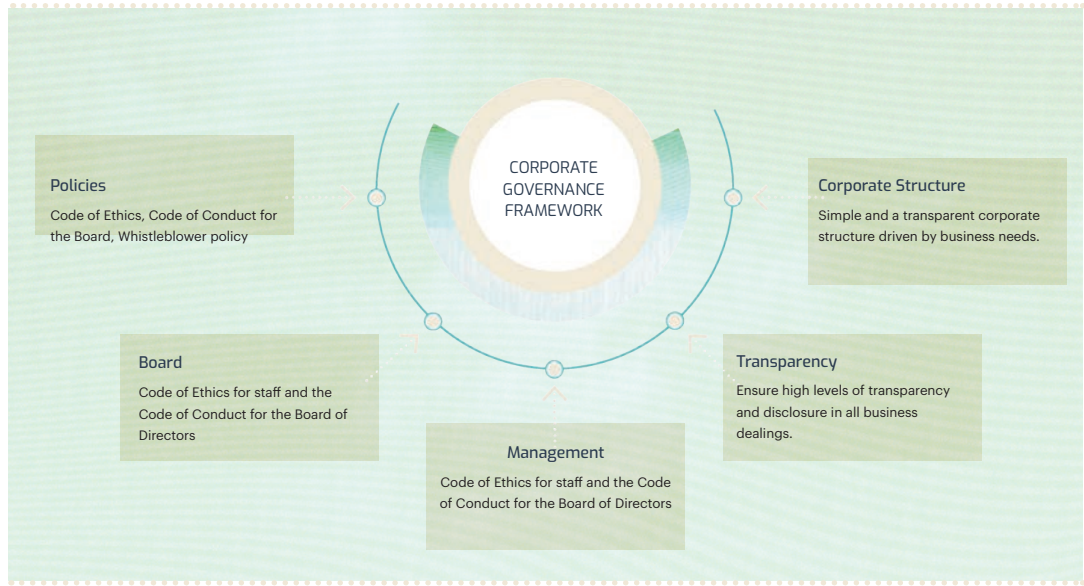 CORPORATE
GOVERNANCE
FRAMEWORK
Policies
Code of Ethics, Code of Conduct for
the Board, Whistleblower policy
Corporate Structure
Simple and a transparent corporate
structure driven by business needs.
Board
Code of Ethics for staff and the
Code of Conduct for the Board of
Directors
Transparency
Ensure high levels of transparency
and disclosure in all business
dealings.
Management
Code of Ethics for staff and the Code
of Conduct for the Board of Directors